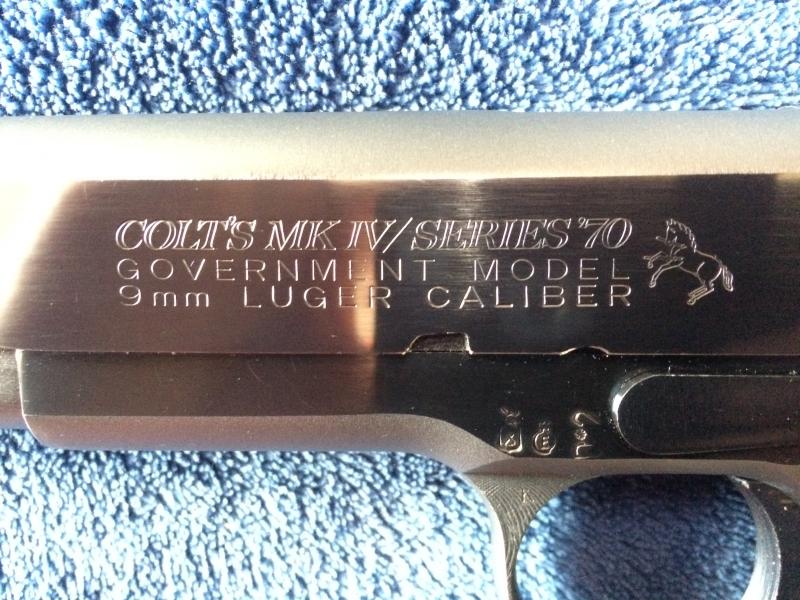 COLT'S MK IV/SERIES '70
GOVERNMENT MODEL
9mm LUGER CALIBER